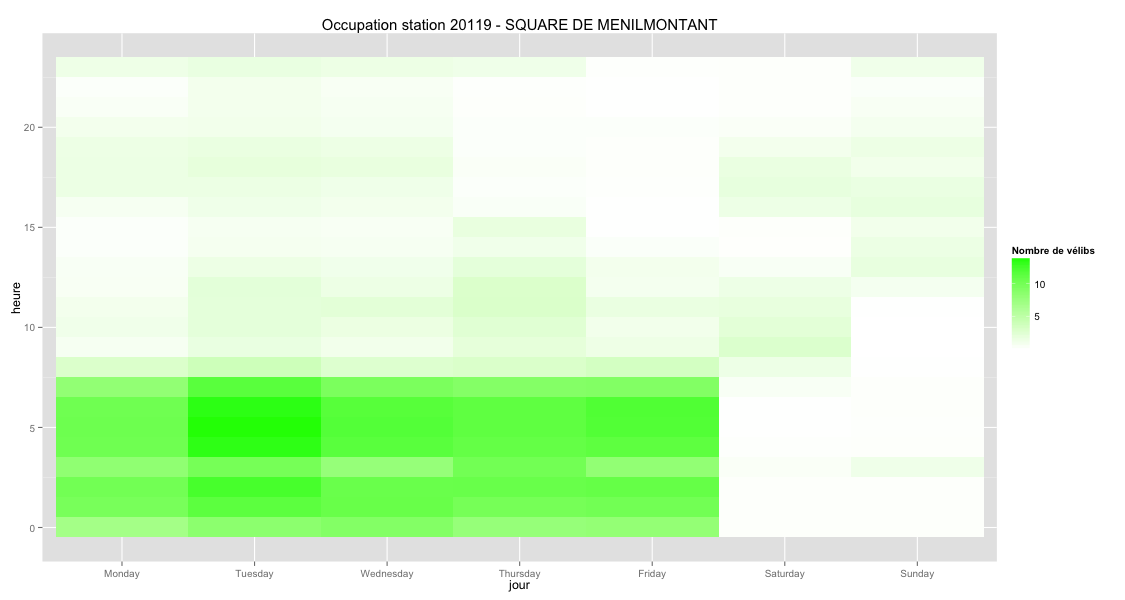 Occupation station 20119 - SQUARE DE MENILMONTANT
heure
20
15
10
5
0
Monday Tuesday Wednesday Thursday Friday Saturday Sunday
jour
Nombre de vélibs
10
5